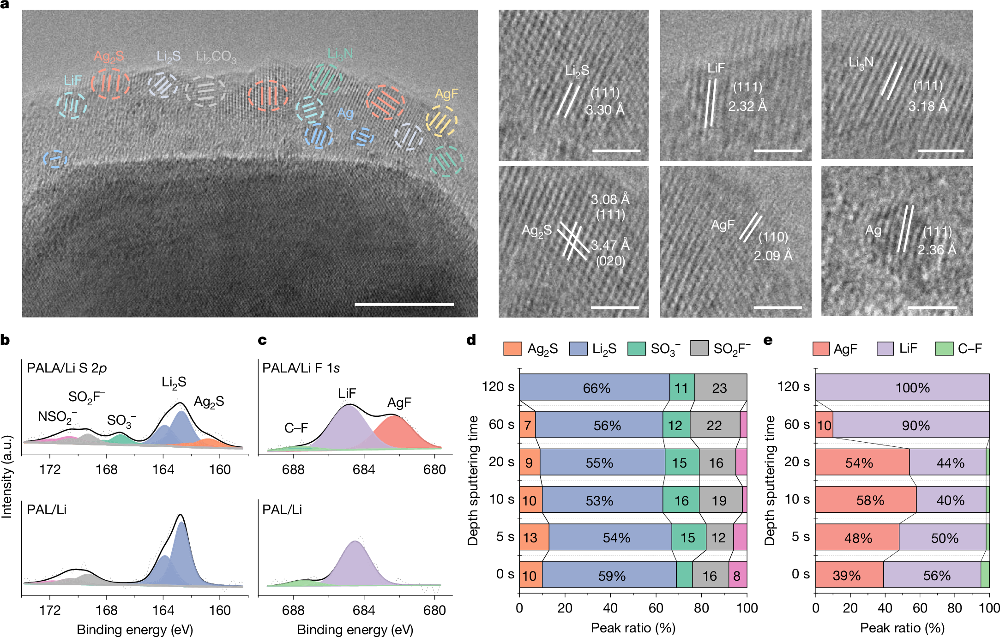 a
Ag₂S
Li₂S
Li₂CO₃
Li₃N
LiF
AgF
Ag
Li₂S
(111)
3.30 Å
LiF
(111)
2.32 Å
Li₃N
(111)
3.18 Å
3.08 Å
(111)
Ag₂S
3.47 Å
(020)
AgF
(110)
2.09 Å
Ag
(111)
2.36 Å
b
Intensity (a.u.)
PALA/Li S 2p
Li₂S
SO₂F⁻
Ag₂S
NSO₂⁻
SO₃⁻
172 168 164 160
PAL/Li
172 168 164 160
Binding energy (eV)
c
PALA/Li F 1s
LiF
AgF
C–F
688 684 680
PAL/Li
688 684 680
Binding energy (eV)
d
Ag₂S Li₂S SO₃⁻ SO₂F⁻
Depth sputtering time
120 s 66% 11 23
60 s 7 56% 12 22
20 s 9 55% 15 16
10 s 10 53% 16 19
5 s 13 54% 15 12
0 s 10 59% 16 8
0 20 40 60 80 100
Peak ratio (%)
e
AgF LiF C–F
Depth sputtering time
120 s 100%
60 s 10 90%
20 s 54% 44%
10 s 58% 40%
5 s 48% 50%
0 s 39% 56%
0 20 40 60 80 100
Peak ratio (%)